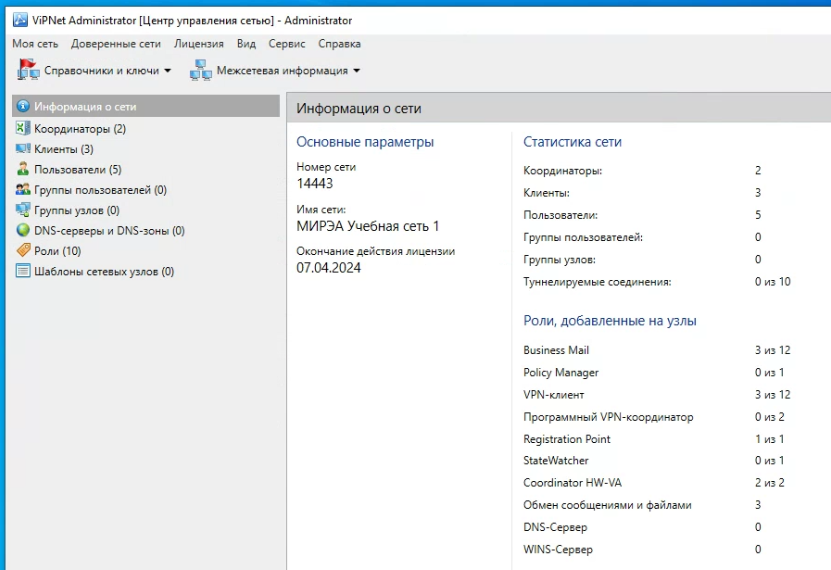 ViPNet Administrator [Центр управления сетью] - Administrator
Моя сеть Доверенные сети Лицензия Вид Сервис Справка
Справочники и ключи Межсетевая информация
Информация о сети
Координаторы (2)
Клиенты (3)
Пользователи (5)
Группы пользователей (0)
Группы узлов (0)
DNS-серверы и DNS-зоны (0)
Роли (10)
Шаблоны сетевых узлов (0)
Информация о сети
Основные параметры
Номер сети
14443
Имя сети:
МИРЭА Учебная сеть 1
Окончание действия лицензии
07.04.2024
Статистика сети
Координаторы: 2
Клиенты: 3
Пользователи: 5
Группы пользователей: 0
Группы узлов: 0
Туннелируемые соединения: 0 из 10
Роли, добавленные на узлы
Business Mail 3 из 12
Policy Manager 0 из 1
VPN-клиент 3 из 12
Программный VPN-координатор 0 из 2
Registration Point 1 из 1
StateWatcher 0 из 1
Coordinator HW-VA 2 из 2
Обмен сообщениями и файлами 3
DNS-Сервер 0
WINS-Сервер 0